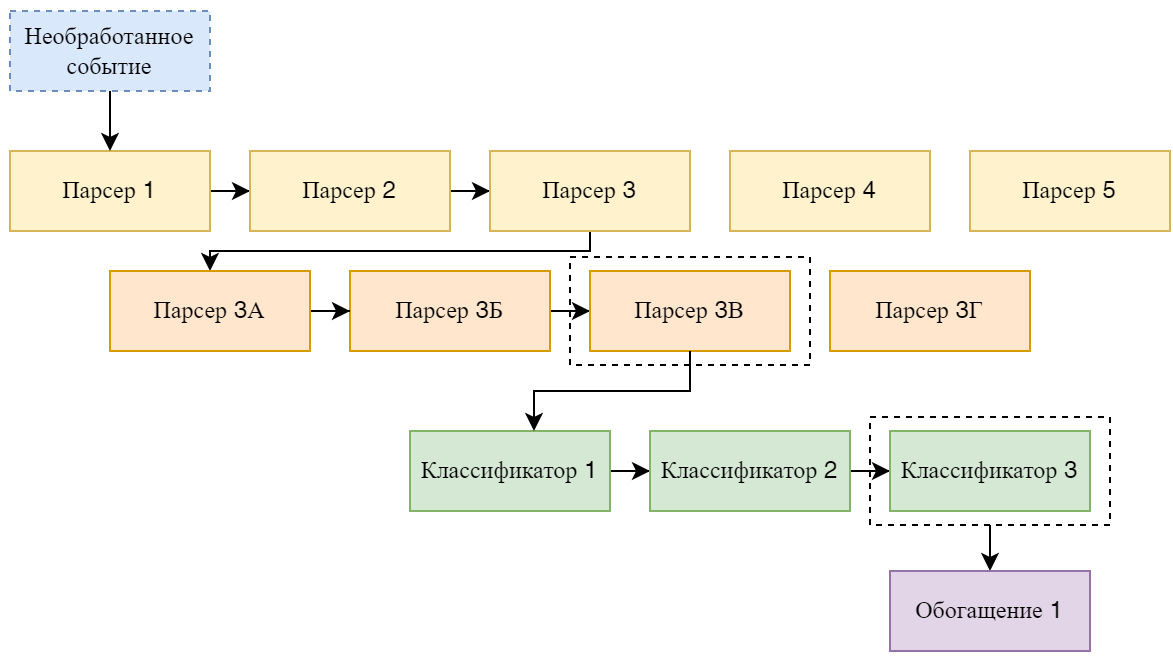 Необработанное
событие
Парсер 1
Парсер 2
Парсер 3
Парсер 4
Парсер 5
Парсер 3А
Парсер 3Б
Парсер 3В
Парсер 3Г
Классификатор 1
Классификатор 2
Классификатор 3
Обогащение 1